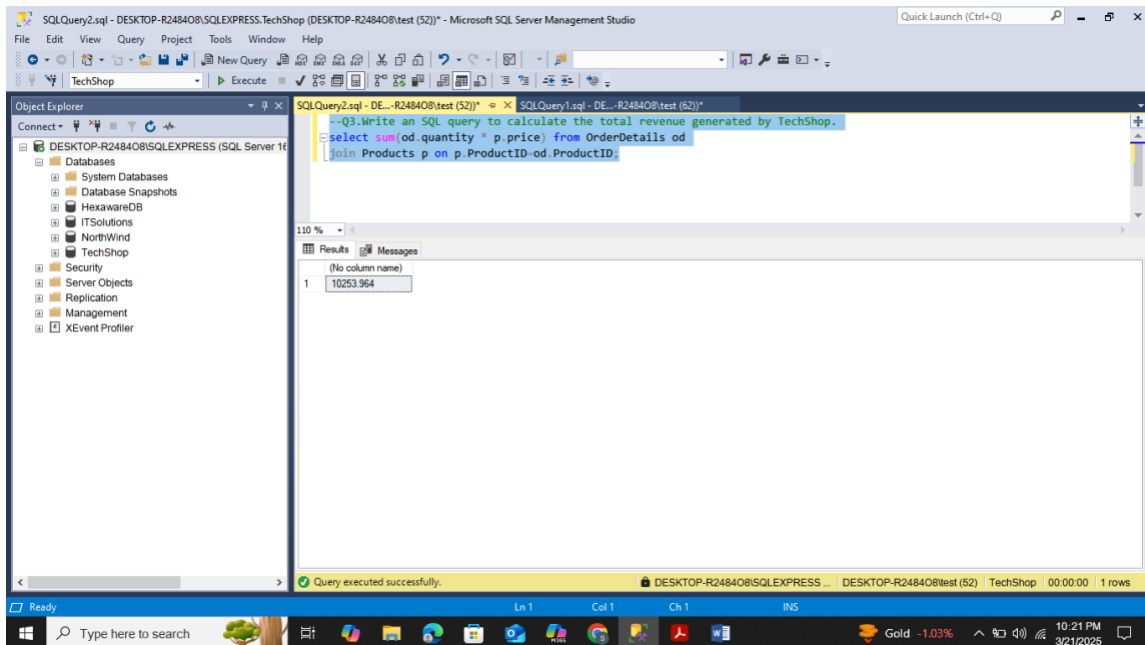 SQLQuery2.sql - DESKTOP-R2484O8\SQLEXPRESS.TechShop (DESKTOP-R2484O8\test (52))* - Microsoft SQL Server Management Studio
Quick Launch (Ctrl+Q)
File Edit View Query Project Tools Window Help
New Query
TechShop
Execute
Object Explorer
SQLQuery2.sql - DE...-R2484O8\test (52))*
SQLQuery1.sql - DE...-R2484O8\test (62))*
Connect
DESKTOP-R2484O8\SQLEXPRESS (SQL Server 16
Databases
System Databases
Database Snapshots
HexawareDB
ITSolutions
NorthWind
TechShop
Security
Server Objects
Replication
Management
XEvent Profiler
--Q3.Write an SQL query to calculate the total revenue generated by TechShop.
select sum(od.quantity * p.price) from OrderDetails od
join Products p on p.ProductID=od.ProductID;
110 %
Results Messages
(No column name)
1 10253.964
Query executed successfully.
DESKTOP-R2484O8\SQLEXPRESS ... DESKTOP-R2484O8\test (52) TechShop 00:00:00 1 rows
Ready Ln 1 Col 1 Ch 1 INS
Type here to search
Gold -1.03%
10:21 PM
3/21/2025